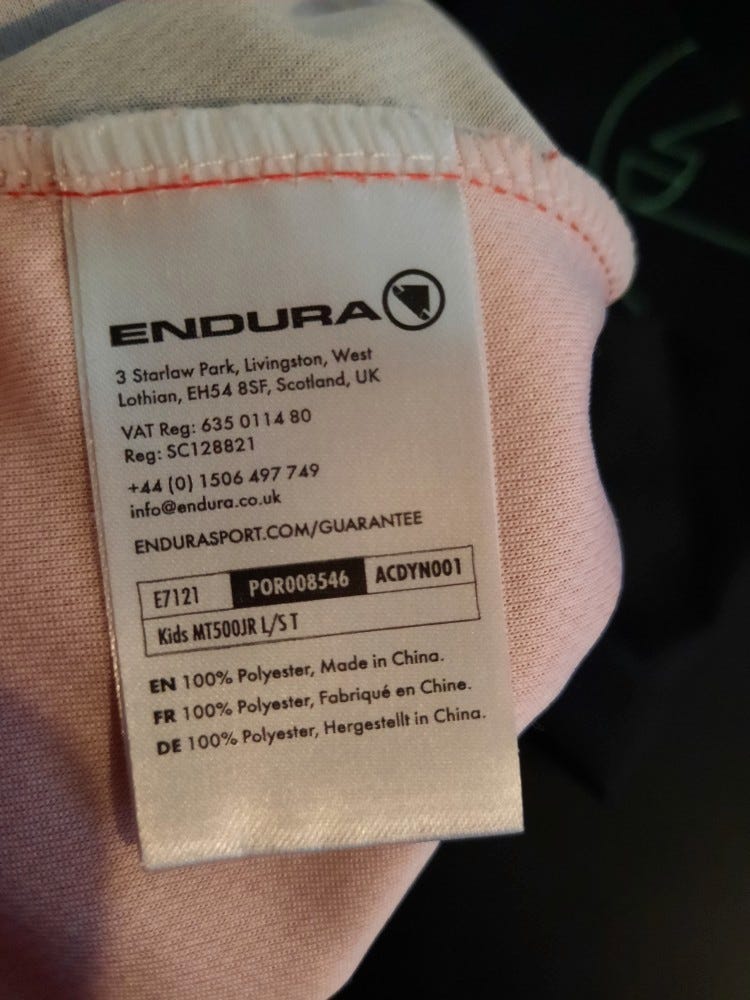 ENDURA
3 Starlaw Park, Livingston, West
Lothian, EH54 8SF, Scotland, UK
VAT Reg: 635 0114 80
Reg: SC128821
+44 (0) 1506 497 749
info@endura.co.uk
ENDURASPORT.COM/GUARANTEE
E7121 POR008546 ACDYN001
Kids MT500JR L/S T
EN 100% Polyester, Made in China.
FR 100% Polyester, Fabriqué en Chine.
DE 100% Polyester, Hergestellt in China.